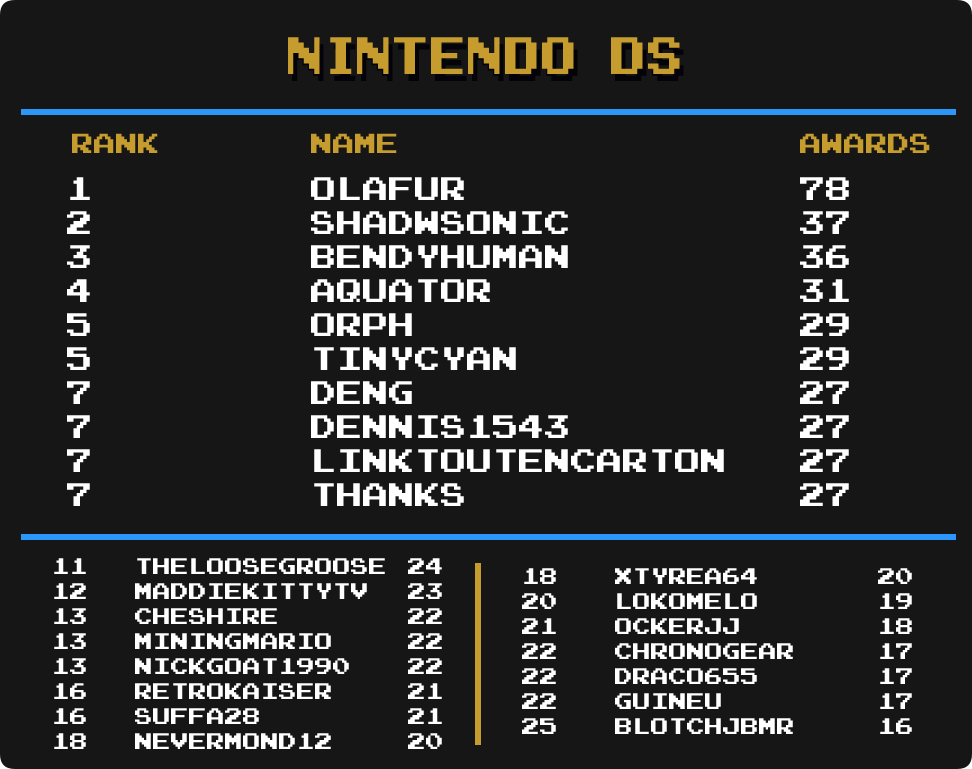 NINTENDO DS
RANK NAME AWARDS
1 OLAFUR 78
2 SHADWSONIC 37
3 BENDYHUMAN 36
4 AQUATOR 31
5 ORPH 29
5 TINYCYAN 29
7 DENG 27
7 DENNIS1543 27
7 LINKTOUTENCARTON 27
7 THANKS 27
11 THELOOSEGROOSE 24
12 MADDIEKITTYTV 23
13 CHESHIRE 22
13 MININGMARIO 22
13 NICKGOAT1990 22
16 RETROKAISER 21
16 SUFFA28 21
18 NEVERMOND12 20
18 XTYREA64 20
20 LOKOMELO 19
21 OCKERJJ 18
22 CHRONOGEAR 17
22 DRACO655 17
22 GUINEU 17
25 BLOTCHJBMR 16